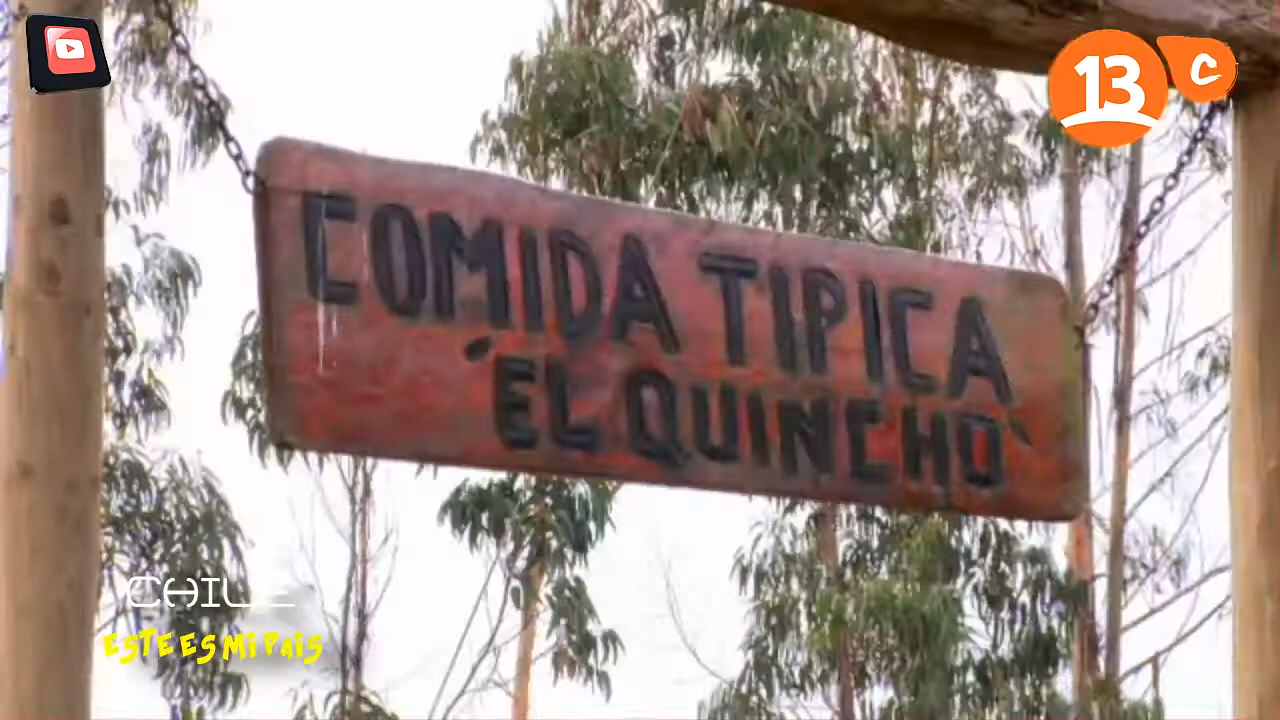 13 C
COMIDA TIPICA
'EL QUINCHO'
CHILE
ESTE ES Mi PAiS